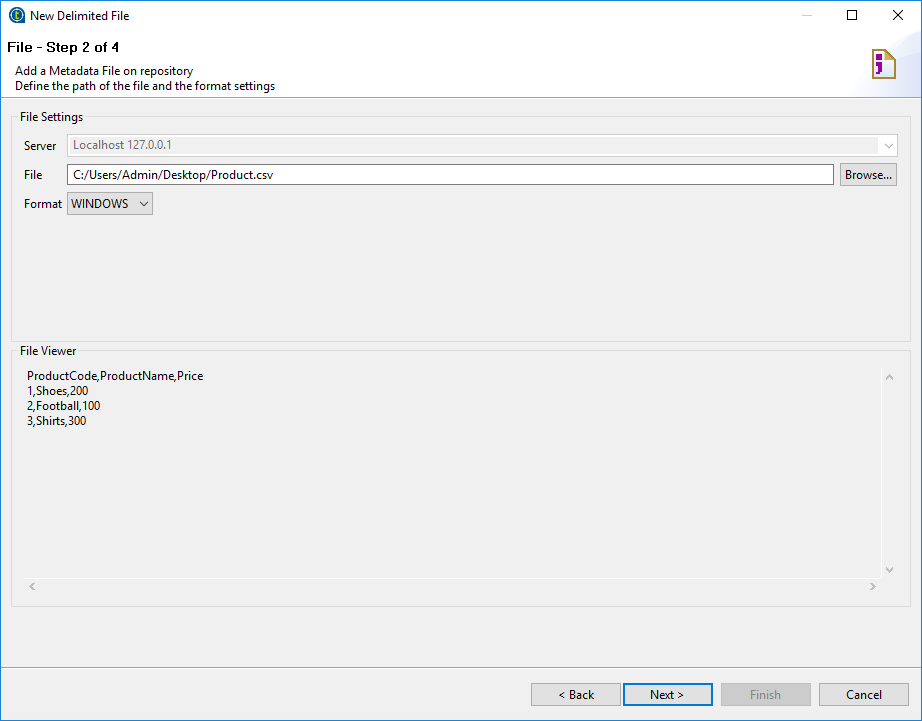 New Delimited File
File - Step 2 of 4
Add a Metadata File on repository
Define the path of the file and the format settings
File Settings
Server Localhost 127.0.0.1
File C:/Users/Admin/Desktop/Product.csv Browse...
Format WINDOWS
File Viewer
ProductCode,ProductName,Price
1,Shoes,200
2,Football,100
3,Shirts,300
< Back Next > Finish Cancel